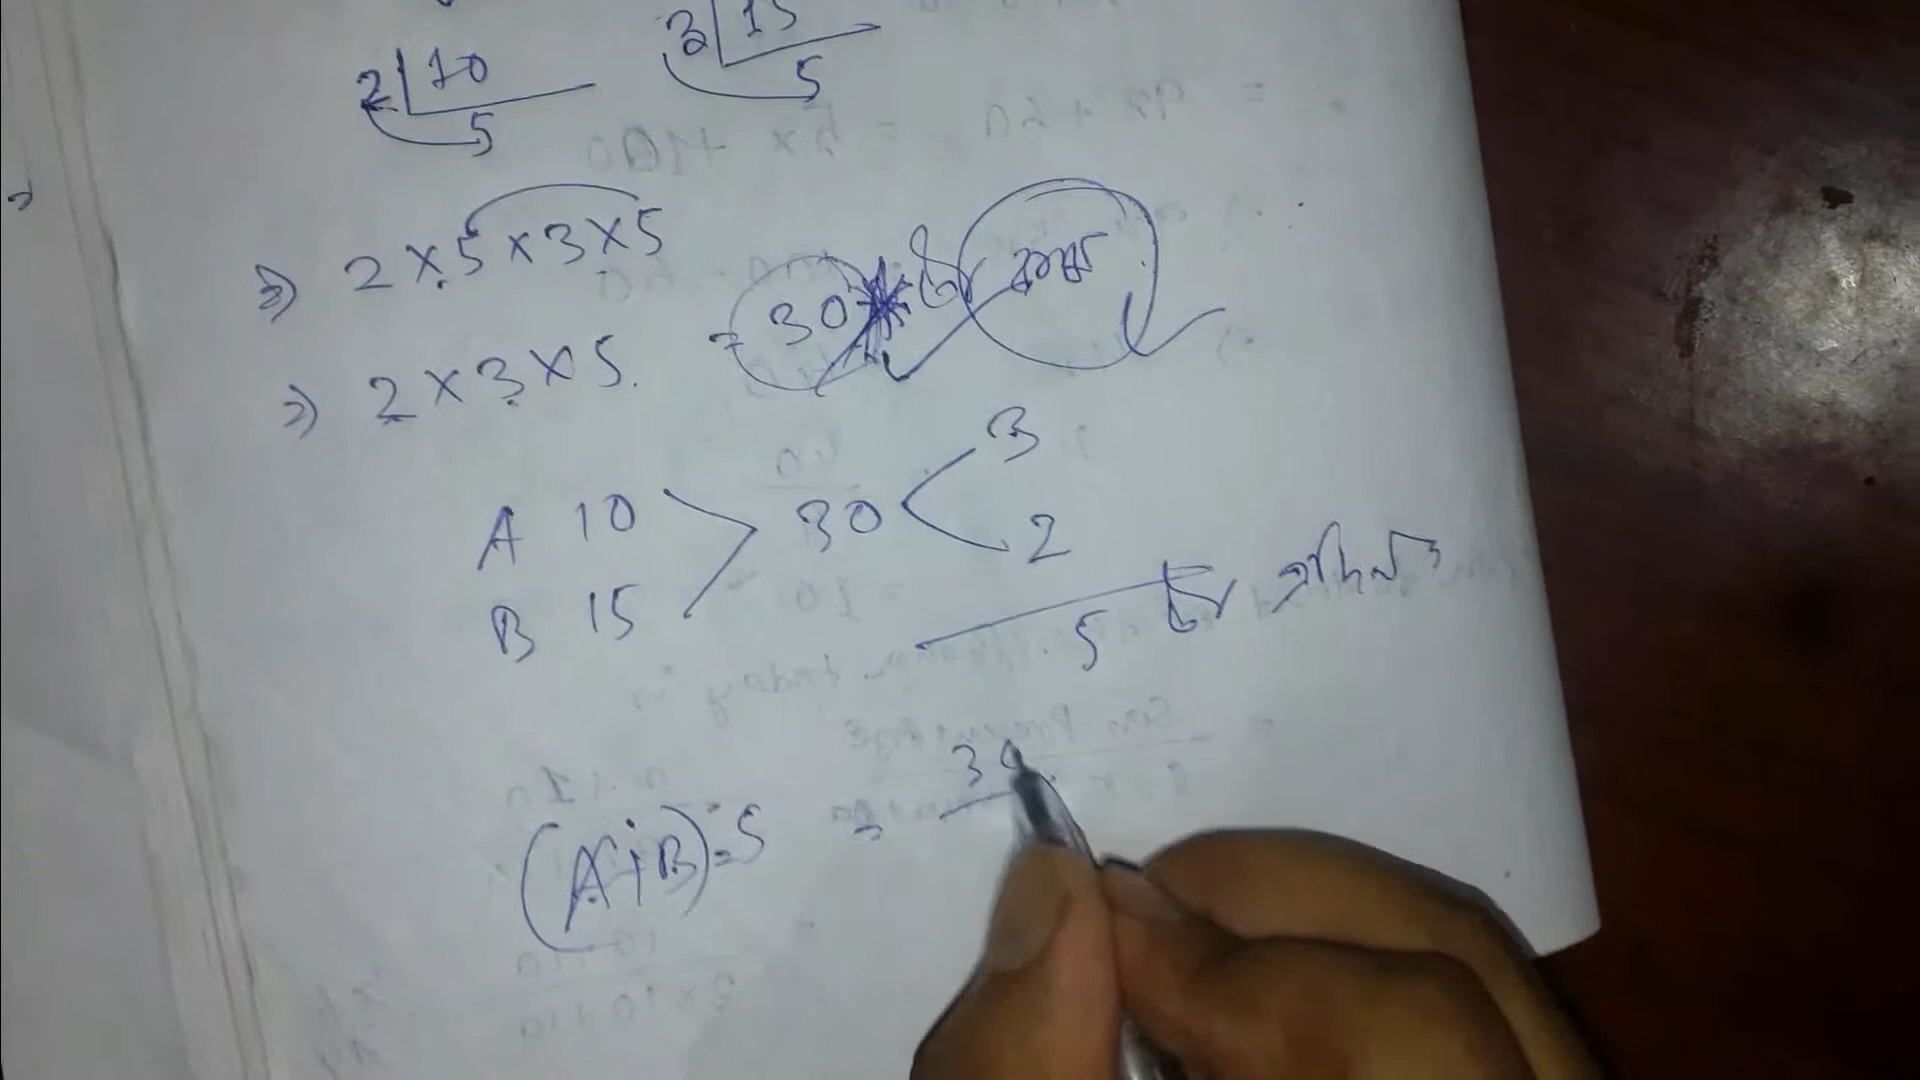 2 10
5
3 15
5
⇒ 2 × 5 × 3 × 5
⇒ 2 × 3 × 5. = 30
A 10
B 15
30
3
2
5
(A+B) = 5 = 30